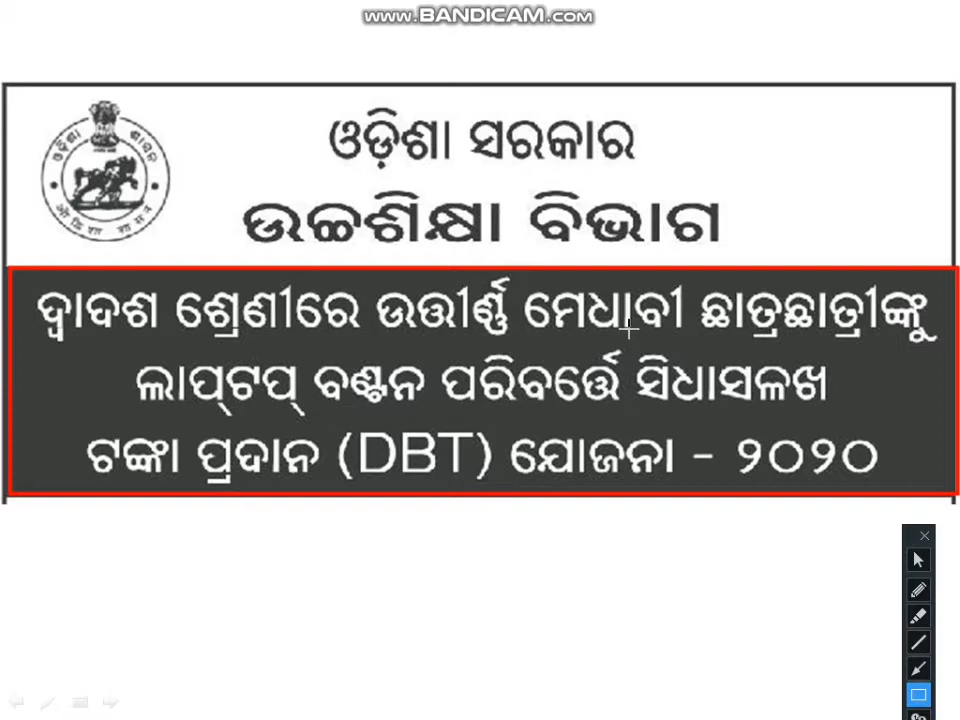 www.BANDICAM.com
ଓଡ଼ିଶା ସରକାର
ଉଚ୍ଚଶିକ୍ଷା ବିଭାଗ
ଦ୍ୱାଦଶ ଶ୍ରେଣୀରେ ଉତ୍ତୀର୍ଣ୍ଣ ମେଧାବୀ ଛାତ୍ରଛାତ୍ରୀଙ୍କୁ
ଲାପ୍‌ଟପ୍ ବଣ୍ଟନ ପରିବର୍ତ୍ତେ ସିଧାସଳଖ
ଟଙ୍କା ପ୍ରଦାନ (DBT) ଯୋଜନା - ୨୦୨୦